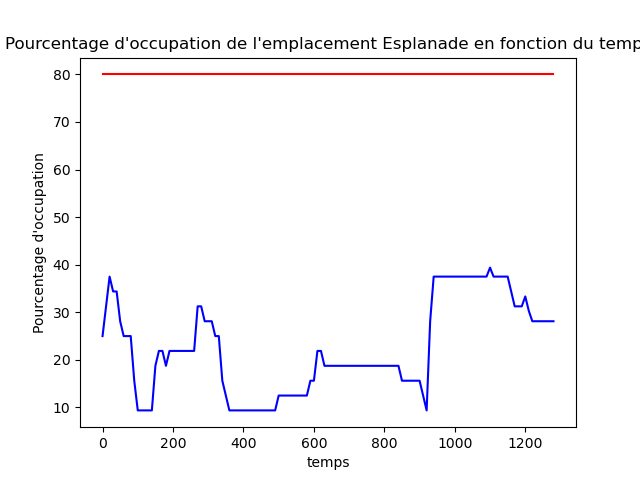 Pourcentage d'occupation de l'emplacement Esplanade en fonction du temp
80
70
60
50
40
30
20
10
Pourcentage d'occupation
0 200 400 600 800 1000 1200
temps